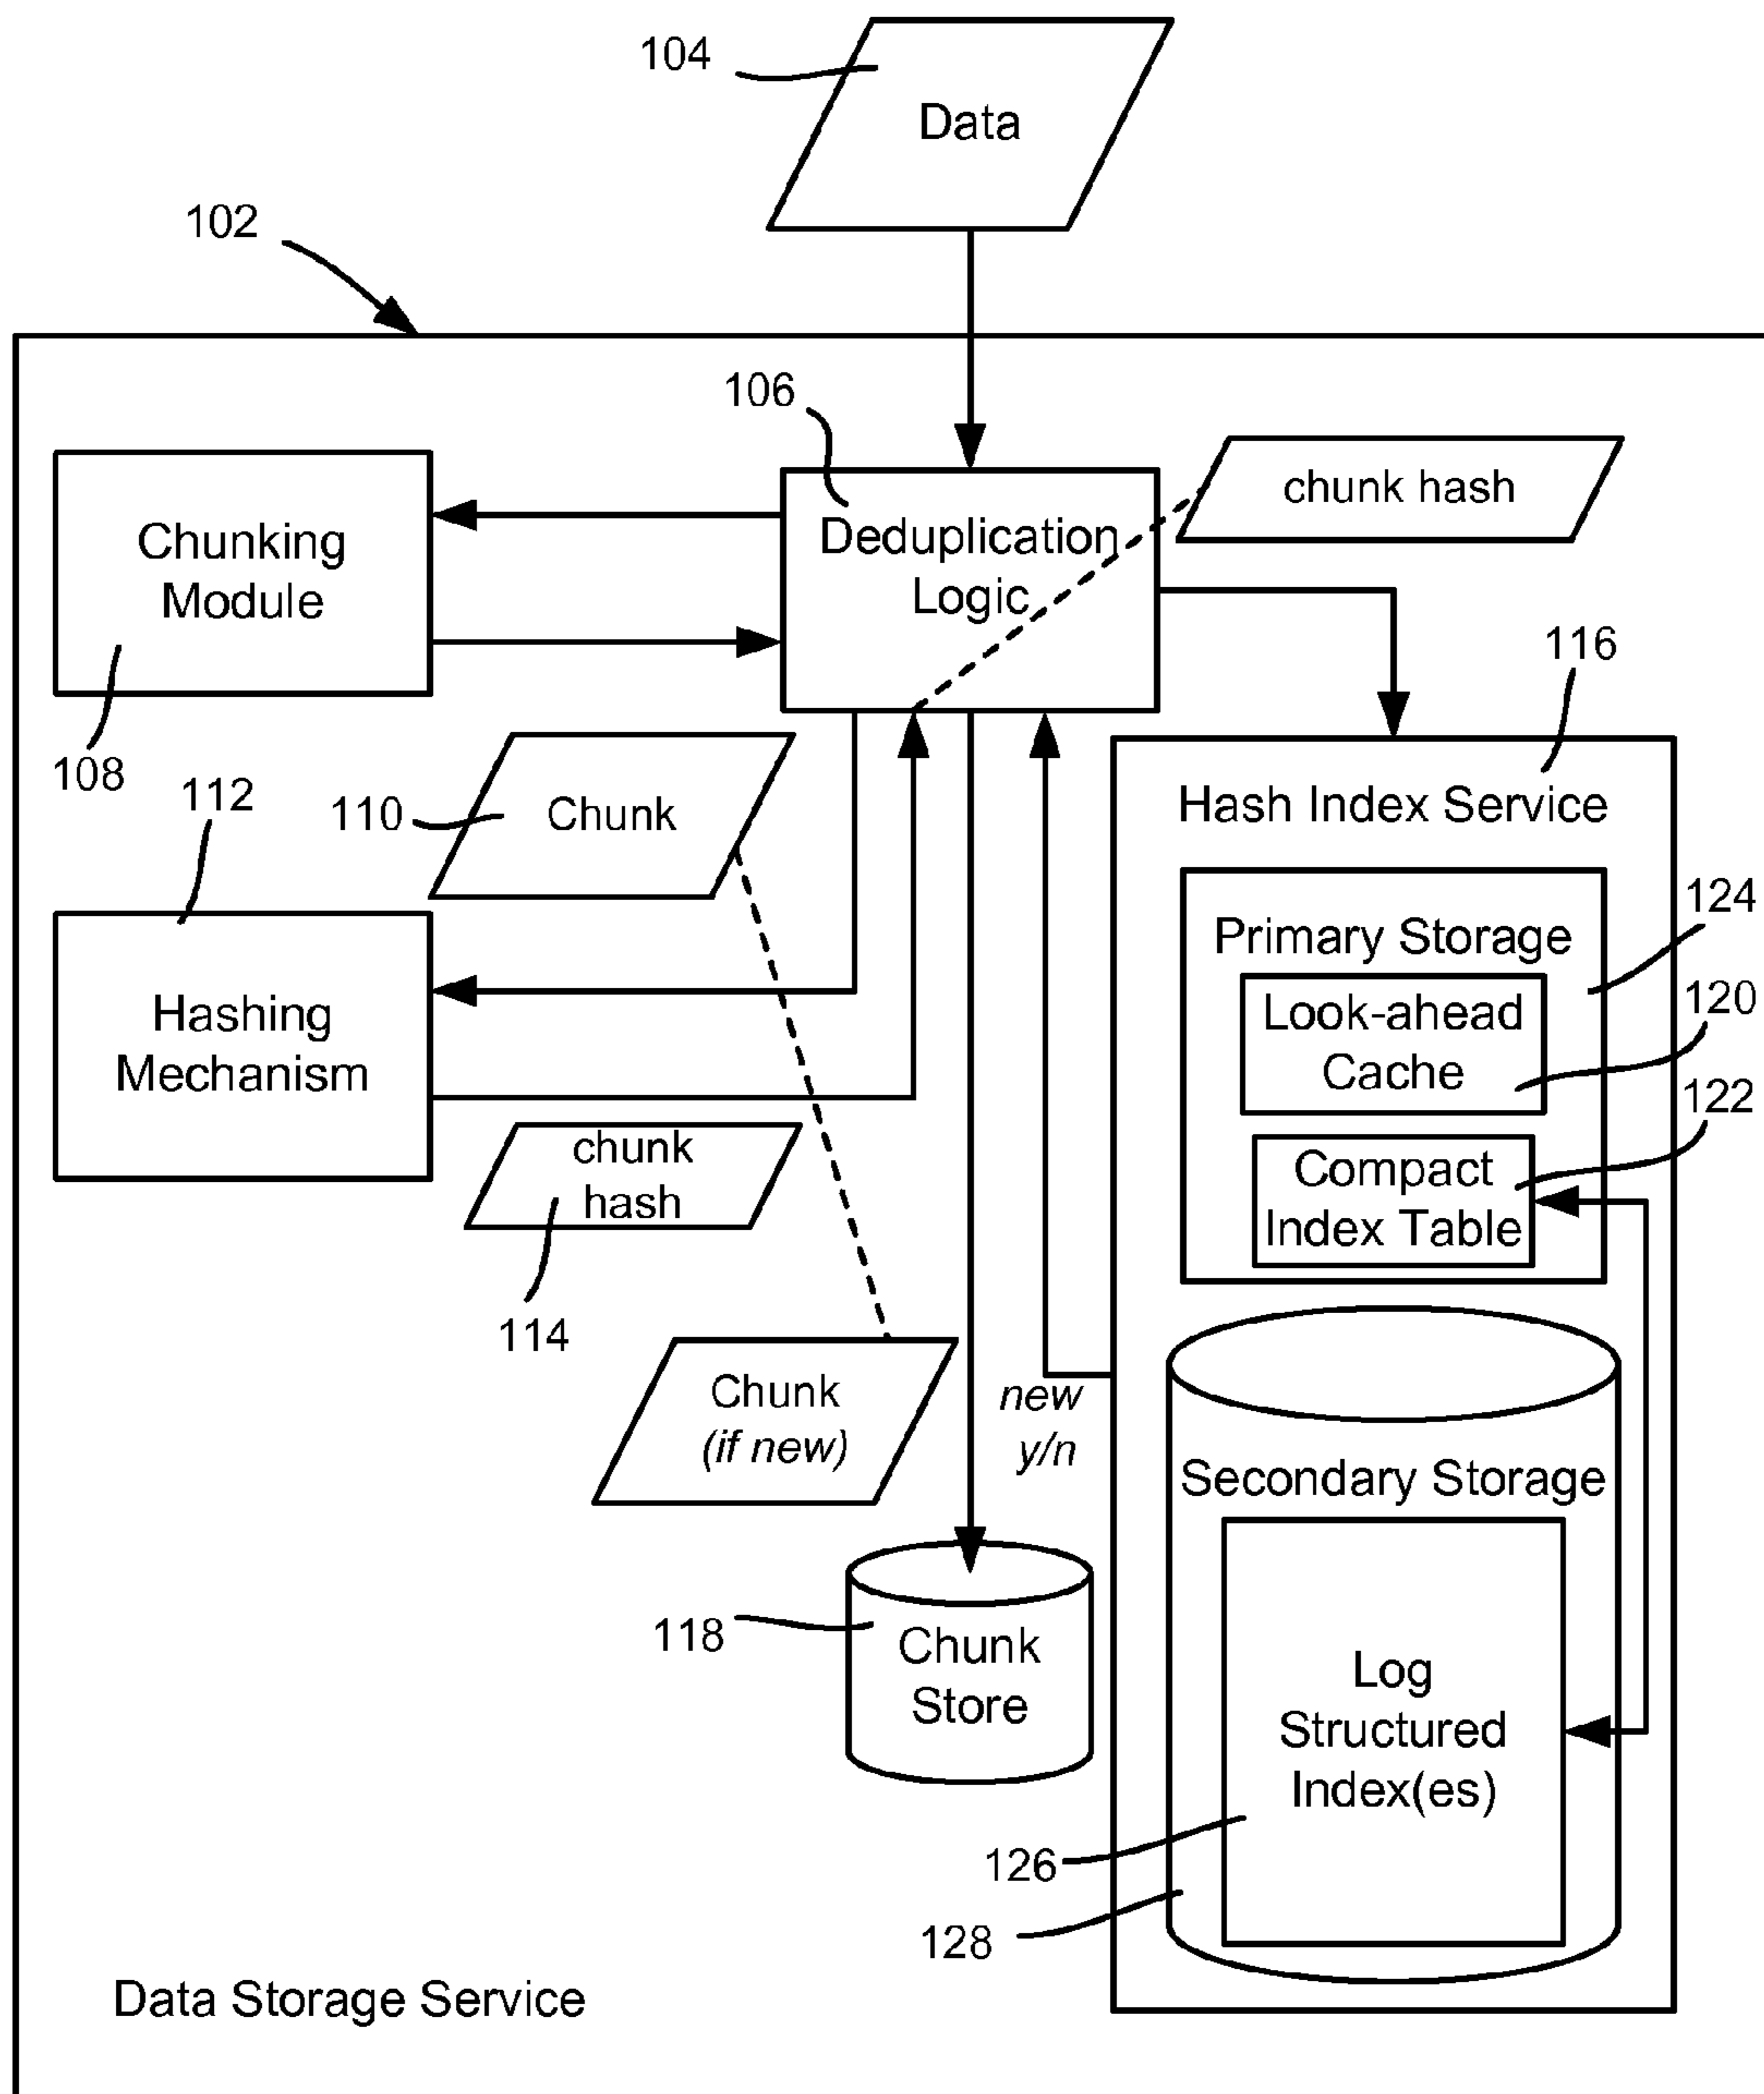 104
Data
102
106
chunk hash
Chunking
Module
Deduplication
Logic
116
108
112
110
Chunk
Hash Index Service
124
Primary Storage
120
Look-ahead
Cache
Hashing
Mechanism
122
chunk
hash
Compact
Index Table
114
Chunk
(if new)
new
y/n
Secondary Storage
118
Chunk
Store
Log
Structured
Index(es)
126
128
Data Storage Service